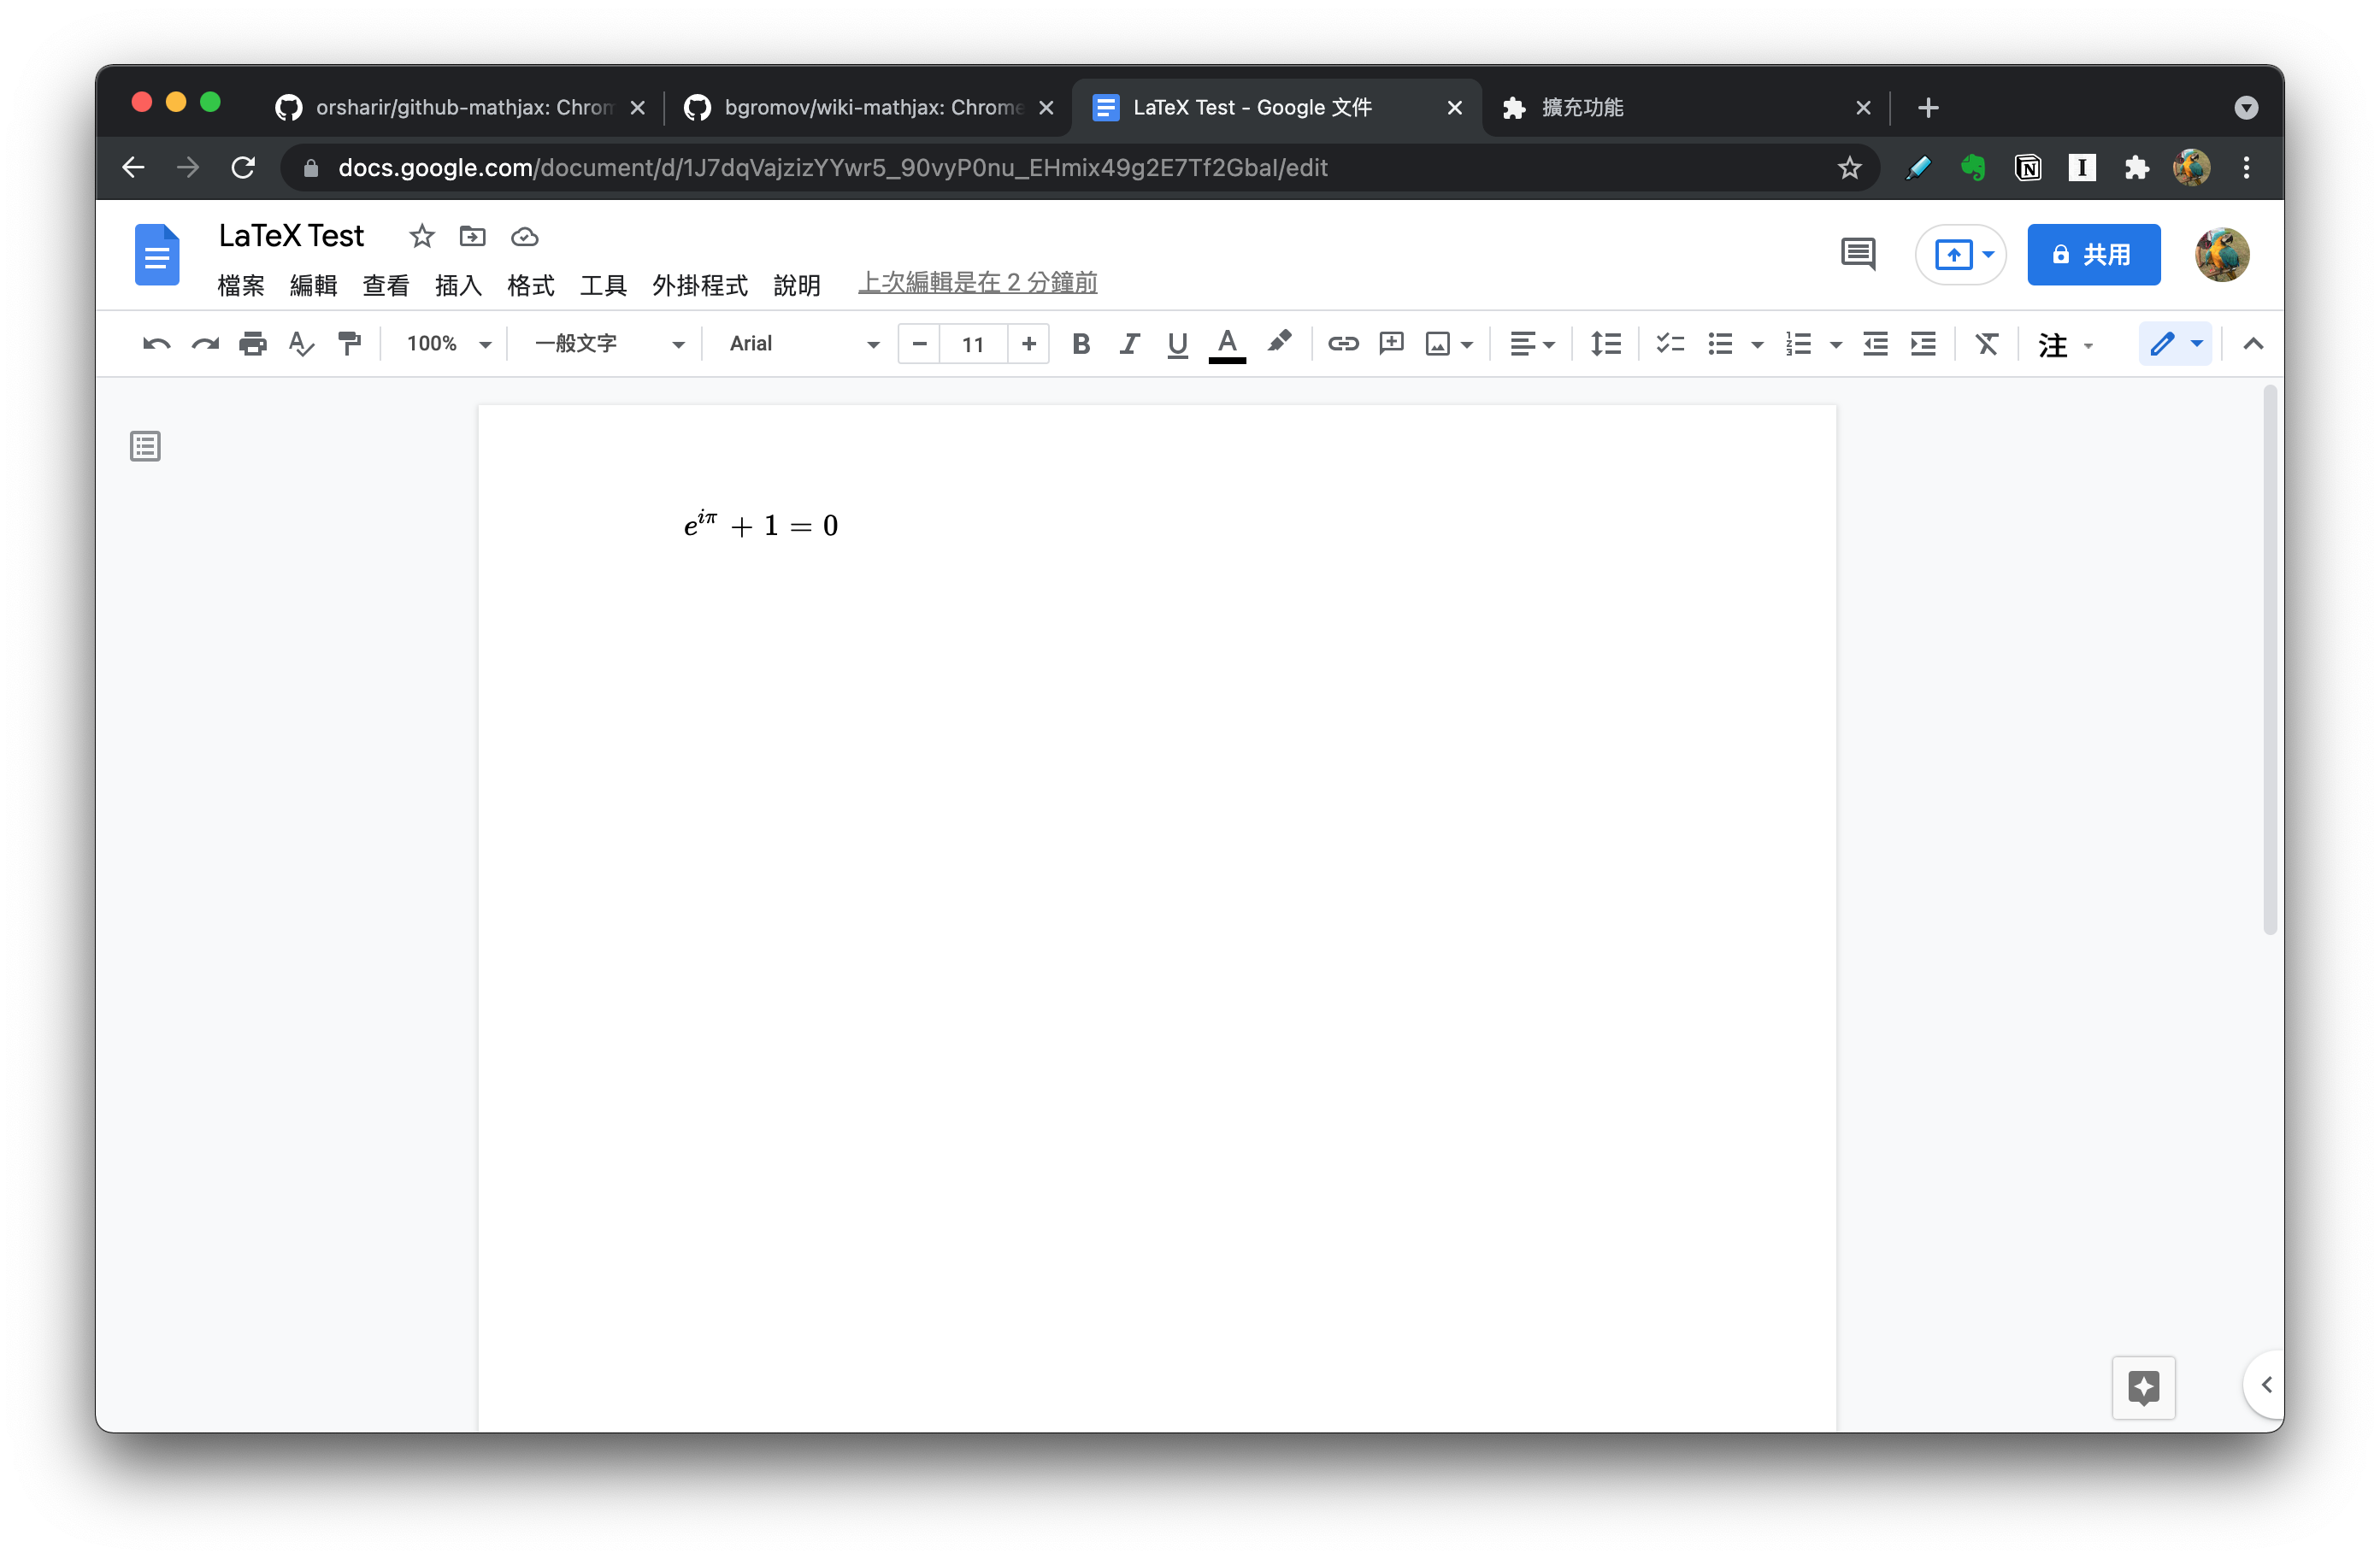 orsharir/github-mathjax: Chrom
bgromov/wiki-mathjax: Chrome
LaTeX Test - Google 文件
擴充功能
docs.google.com/document/d/1J7dqVajzizYYwr5_90vyP0nu_EHmix49g2E7Tf2GbaI/edit
LaTeX Test
檔案 編輯 查看 插入 格式 工具 外掛程式 說明 上次編輯是在 2 分鐘前
共用
100% 一般文字 Arial − 11 + B I U A 注
e^{iπ} + 1 = 0